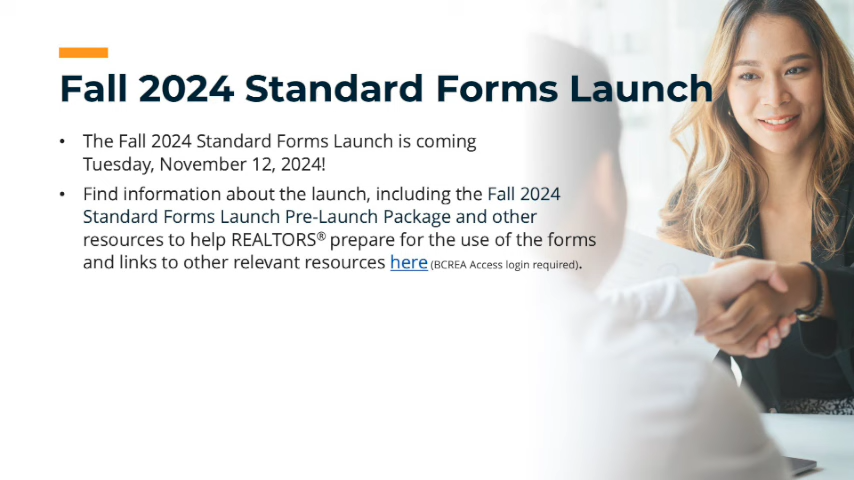 Fall 2024 Standard Forms Launch
• The Fall 2024 Standard Forms Launch is coming
Tuesday, November 12, 2024!
• Find information about the launch, including the Fall 2024
Standard Forms Launch Pre-Launch Package and other
resources to help REALTORS® prepare for the use of the forms
and links to other relevant resources here (BCREA Access login required).